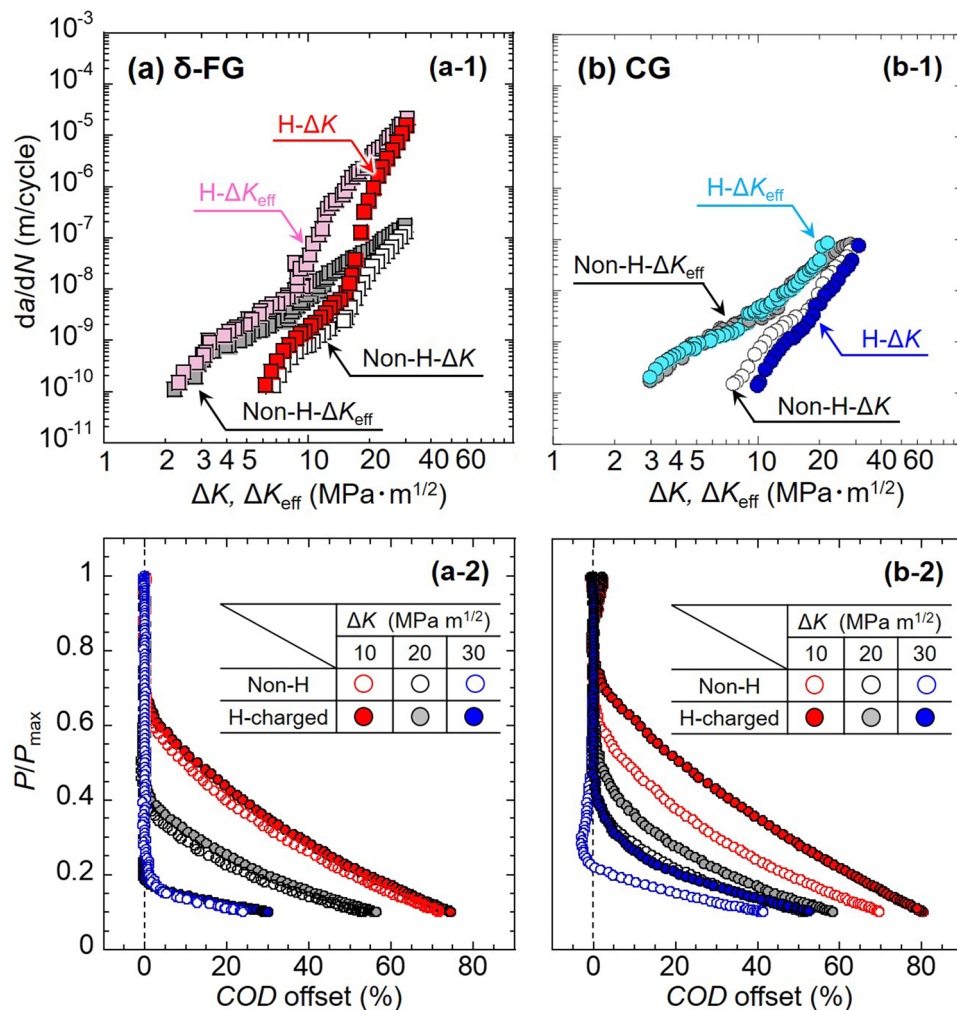 (a) δ-FG
(a-1)
H-ΔK
H-ΔKeff
Non-H-ΔK
Non-H-ΔKeff
da/dN (m/cycle)
10-3
10-4
10-5
10-6
10-7
10-8
10-9
10-10
10-11
1 2 3 4 5 10 20 40 60
ΔK, ΔKeff (MPa・m1/2)
(b) CG
(b-1)
H-ΔKeff
Non-H-ΔKeff
H-ΔK
Non-H-ΔK
1 2 3 4 5 10 20 40 60
ΔK, ΔKeff (MPa・m1/2)
(a-2)
ΔK (MPa m1/2)
10 20 30
Non-H
H-charged
P/Pmax
1
0.8
0.6
0.4
0.2
0
0 20 40 60 80
COD offset (%)
(b-2)
ΔK (MPa m1/2)
10 20 30
Non-H
H-charged
0 20 40 60 80
COD offset (%)